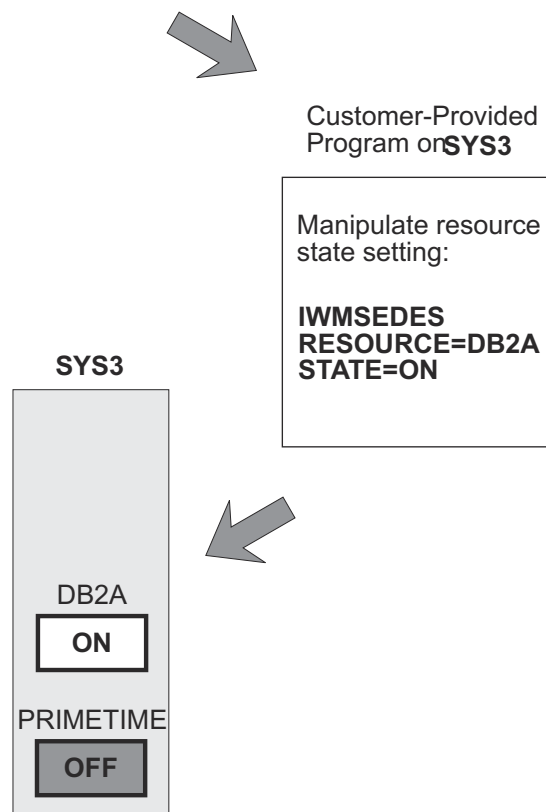 Customer-Provided
Program on SYS3
Manipulate resource
state setting:
IWMSEDES
RESOURCE=DB2A
STATE=ON
SYS3
DB2A
ON
PRIMETIME
OFF